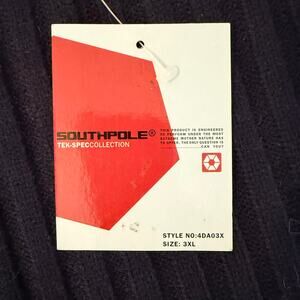 SOUTHPOLE®
TEK-SPECCOLLECTION
THIS PRODUCT IS ENGINEERED
TO PERFORM UNDER THE MOST
EXTREME MOTHER NATURE HAS
TO OFFER. THE ONLY QUESTION IS
CAN YOU?
STYLE NO:4DA03X
SIZE: 3XL